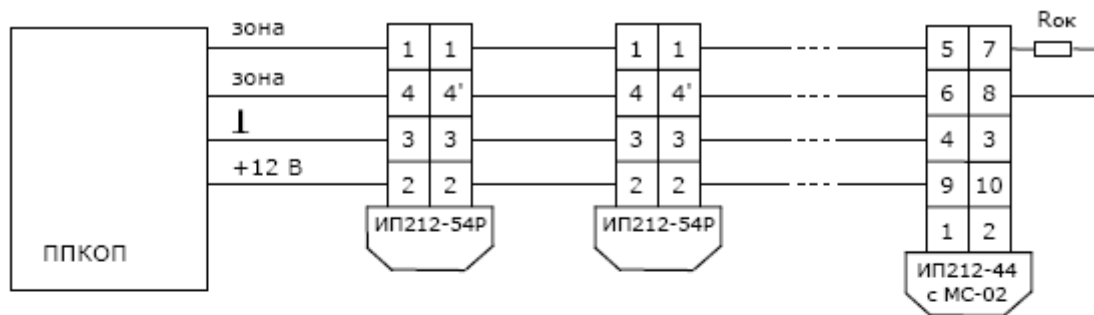 зона
1 1 1 1 5 7 Rок
зона
4 4' 4 4' 6 8
⊥
3 3 3 3 4 3
+12 В
2 2 2 2 9 10
1 2
ППКОП
ИП212-54Р
ИП212-54Р
ИП212-44
с МС-02